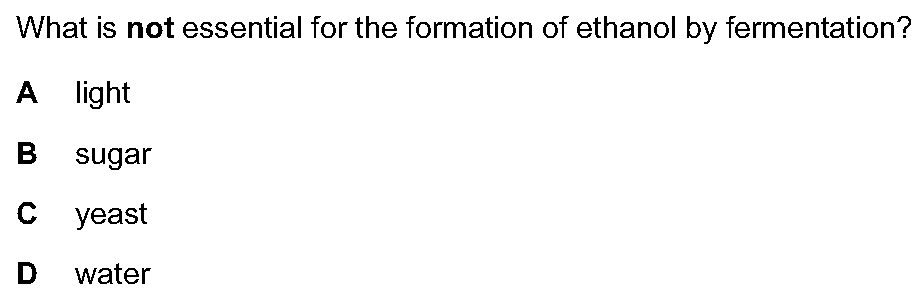 What is not essential for the formation of ethanol by fermentation?
A light
B sugar
C yeast
D water